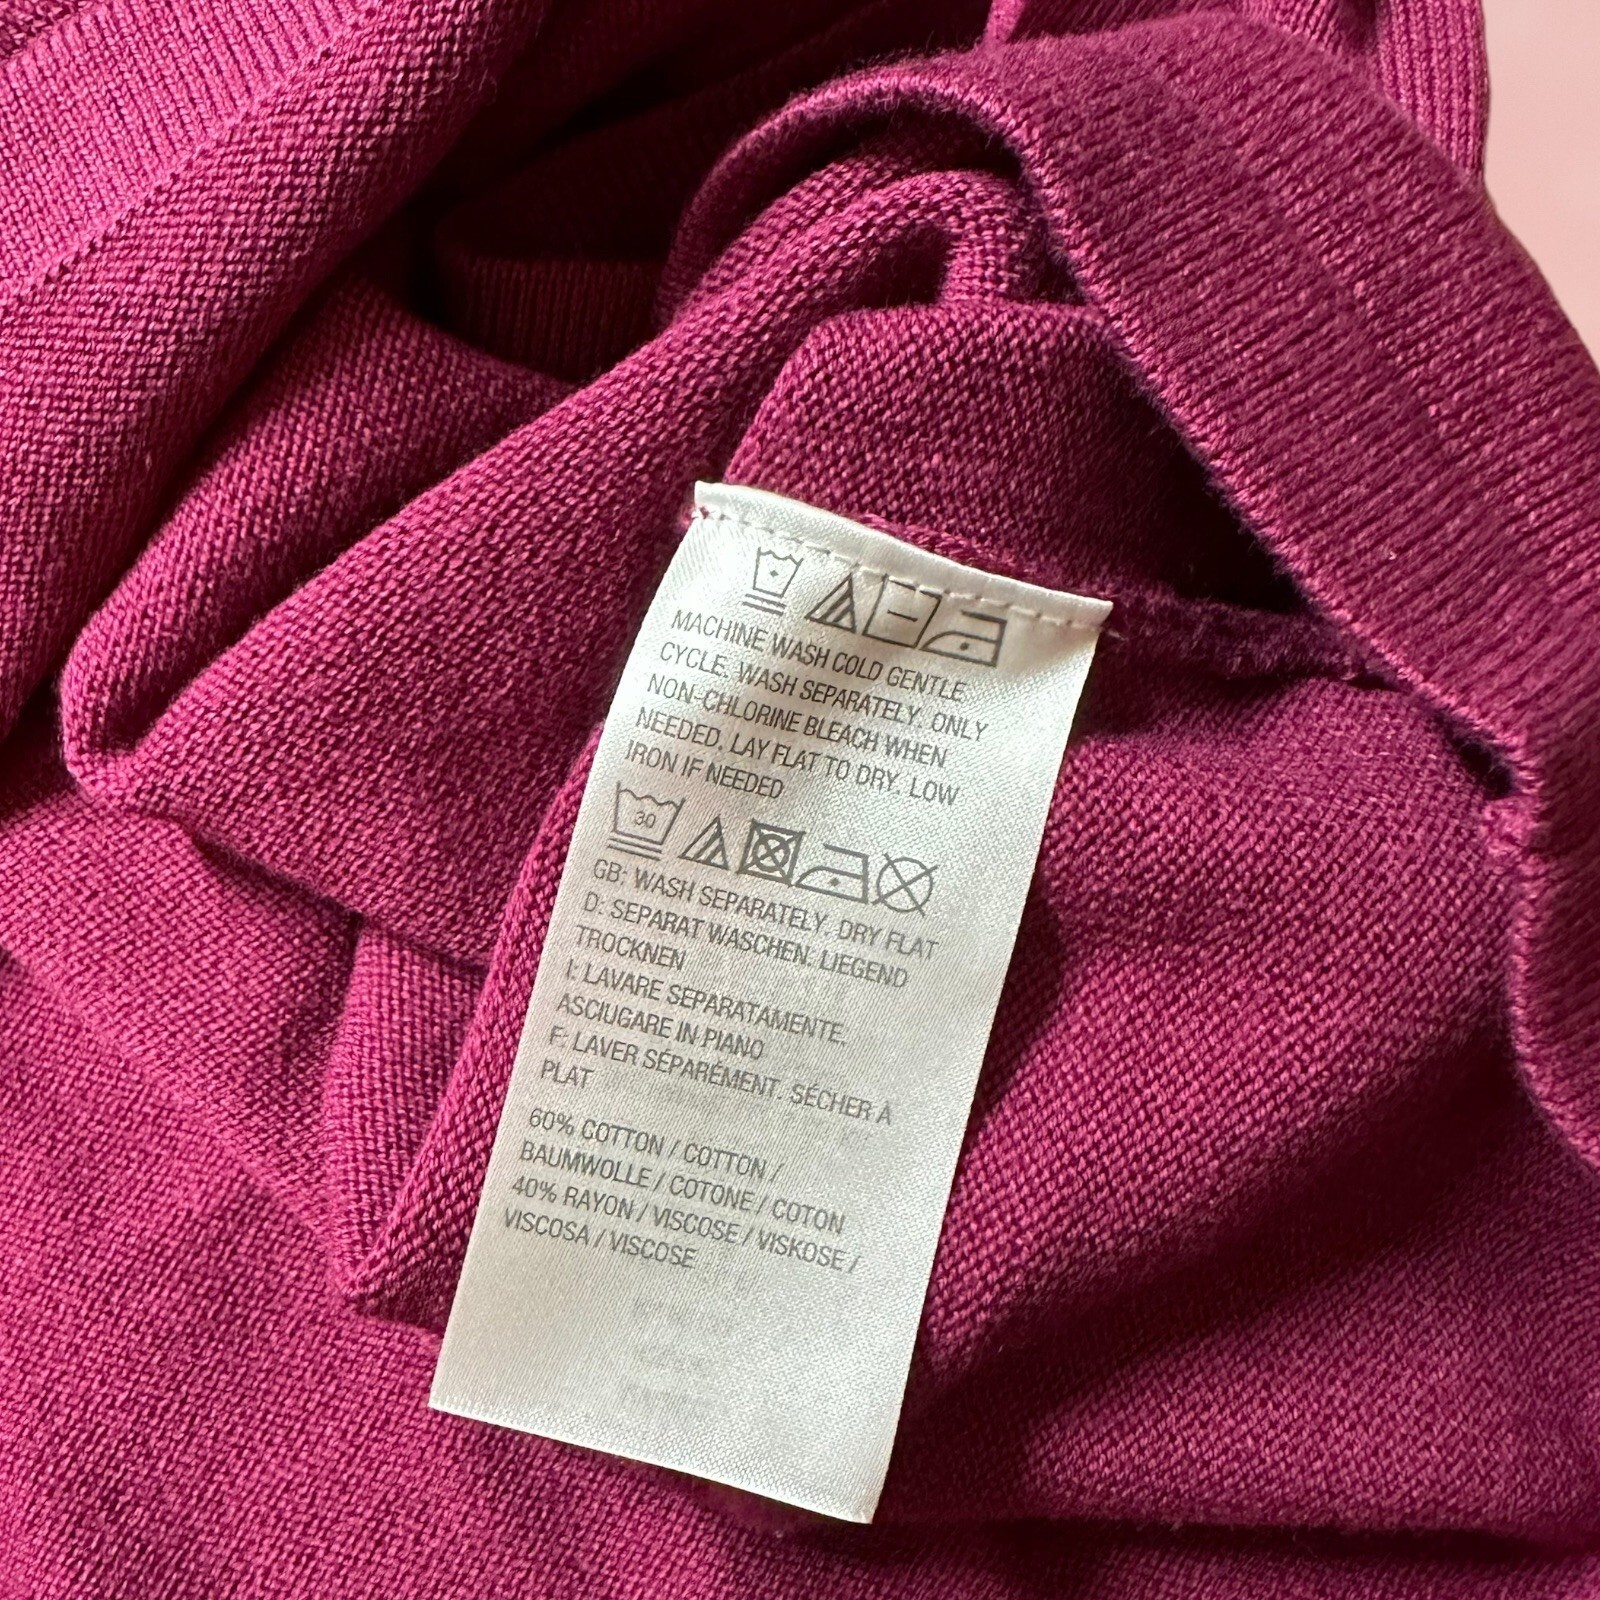 MACHINE WASH COLD GENTLE
CYCLE. WASH SEPARATELY. ONLY
NON-CHLORINE BLEACH WHEN
NEEDED. LAY FLAT TO DRY. LOW
IRON IF NEEDED
30
GB: WASH SEPARATELY. DRY FLAT
D: SEPARAT WASCHEN. LIEGEND
TROCKNEN
I: LAVARE SEPARATAMENTE.
ASCIUGARE IN PIANO
F: LAVER SÉPARÉMENT. SÉCHER À
PLAT
60% COTTON / COTTON /
BAUMWOLLE / COTONE / COTON
40% RAYON / VISCOSE / VISKOSE /
VISCOSA / VISCOSE